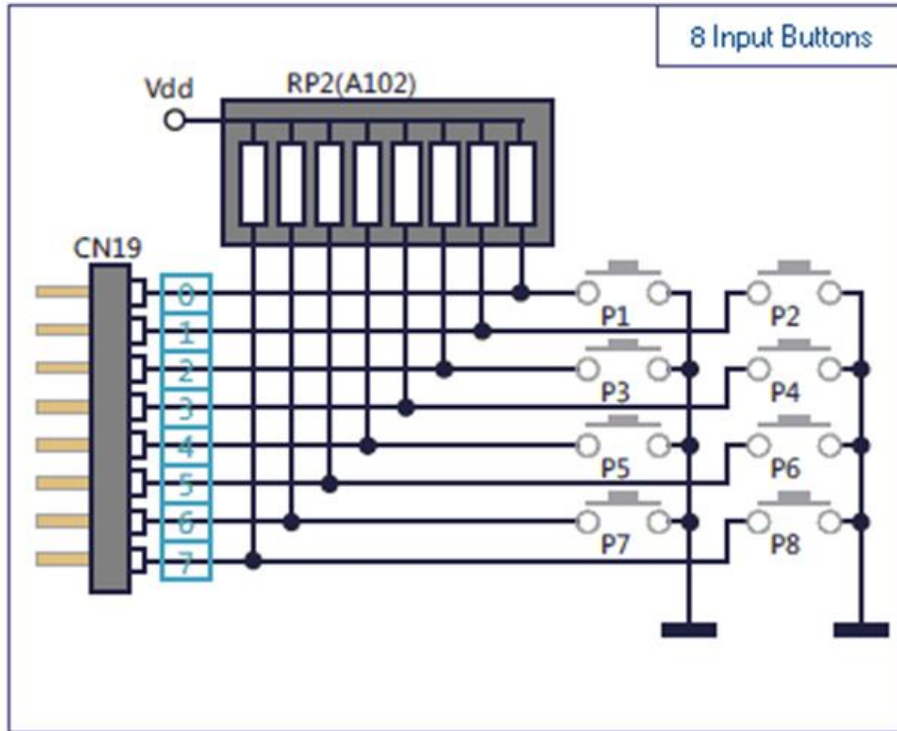 8 Input Buttons
Vdd
RP2(A102)
CN19
0
1
2
3
4
5
6
7
P1
P2
P3
P4
P5
P6
P7
P8